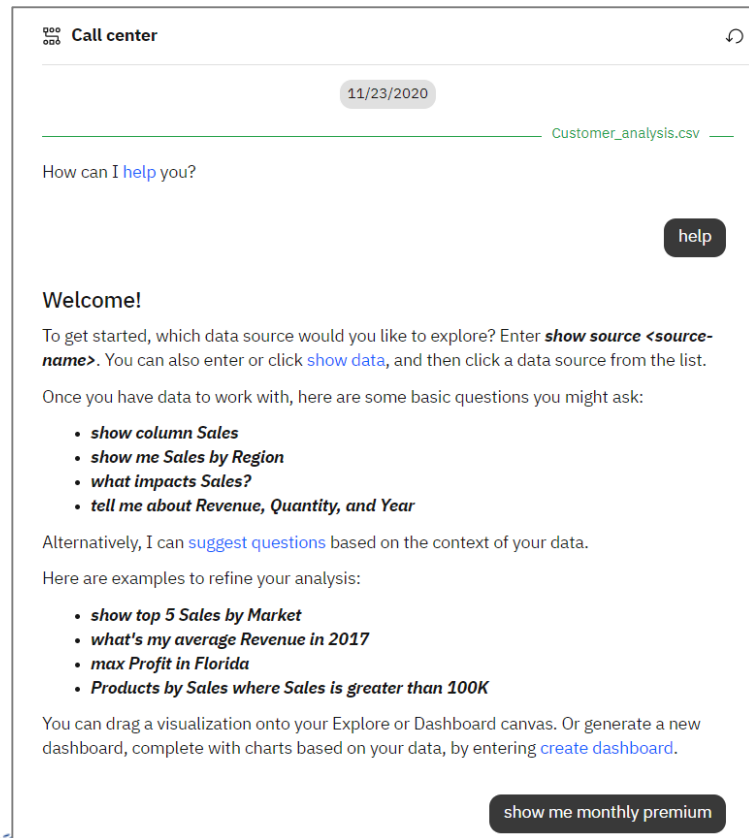 Call center
11/23/2020
Customer_analysis.csv
How can I help you?
help
Welcome!
To get started, which data source would you like to explore? Enter show source <source-
name>. You can also enter or click show data, and then click a data source from the list.
Once you have data to work with, here are some basic questions you might ask:
• show column Sales
• show me Sales by Region
• what impacts Sales?
• tell me about Revenue, Quantity, and Year
Alternatively, I can suggest questions based on the context of your data.
Here are examples to refine your analysis:
• show top 5 Sales by Market
• what's my average Revenue in 2017
• max Profit in Florida
• Products by Sales where Sales is greater than 100K
You can drag a visualization onto your Explore or Dashboard canvas. Or generate a new
dashboard, complete with charts based on your data, by entering create dashboard.
show me monthly premium